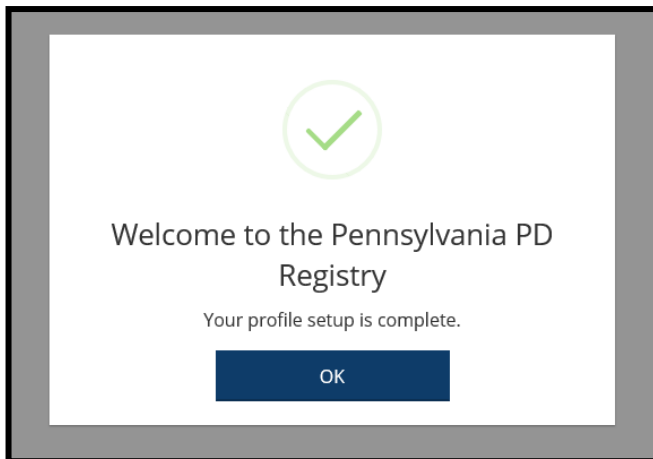 Welcome to the Pennsylvania PD
Registry
Your profile setup is complete.
OK